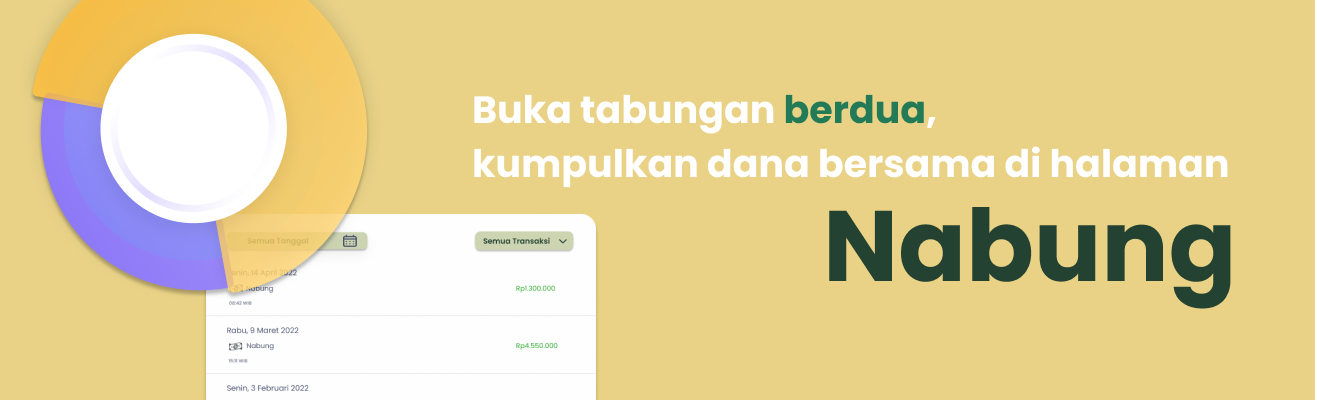 Buka tabungan berdua,
kumpulkan dana bersama di halaman
Nabung
Semua Tanggal
Semua Transaksi
Senin, 14 April 2022
Nabung
Rp1.300.000
08:42 WIB
Rabu, 9 Maret 2022
Nabung
Rp4.550.000
WIB
Senin, 3 Februari 2022